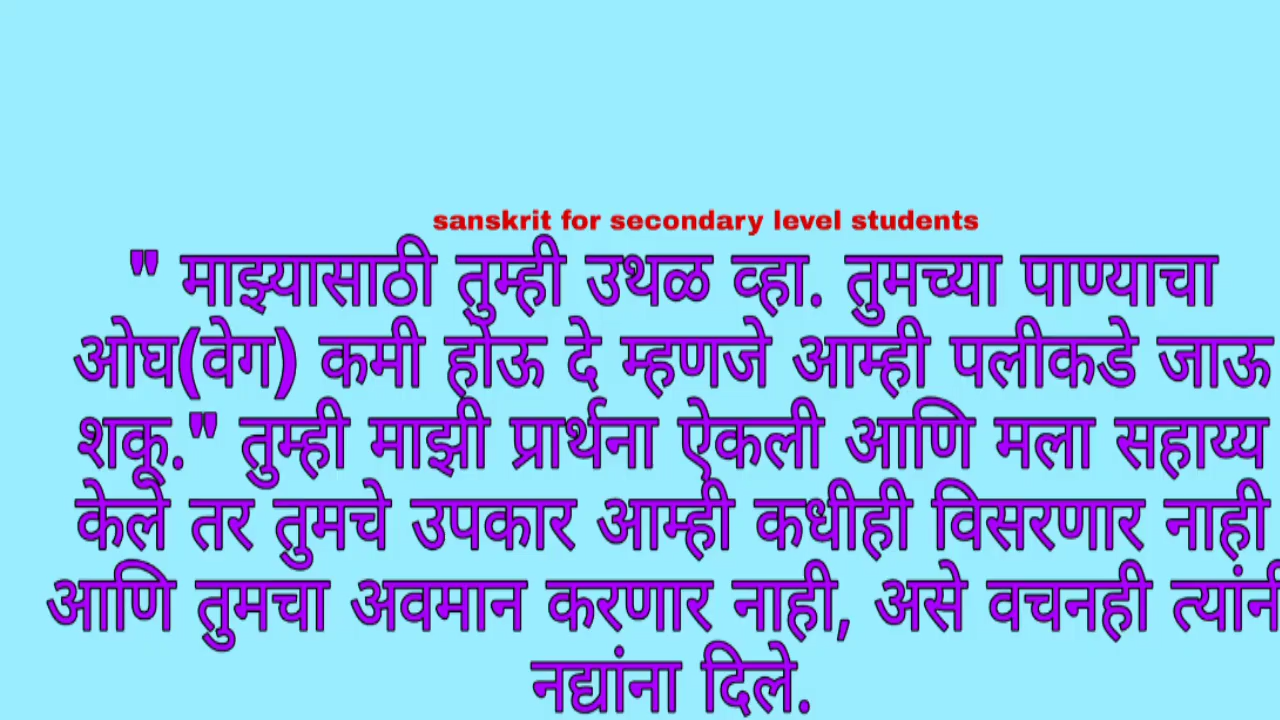 sanskrit for secondary level students
" माझ्यासाठी तुम्ही उथळ व्हा. तुमच्या पाण्याचा
ओघ(वेग) कमी होऊ दे म्हणजे आम्ही पलीकडे जाऊ
शकू." तुम्ही माझी प्रार्थना ऐकली आणि मला सहाय्य
केले तर तुमचे उपकार आम्ही कधीही विसरणार नाही
आणि तुमचा अवमान करणार नाही, असे वचनही त्यांनी
नद्यांना दिले.